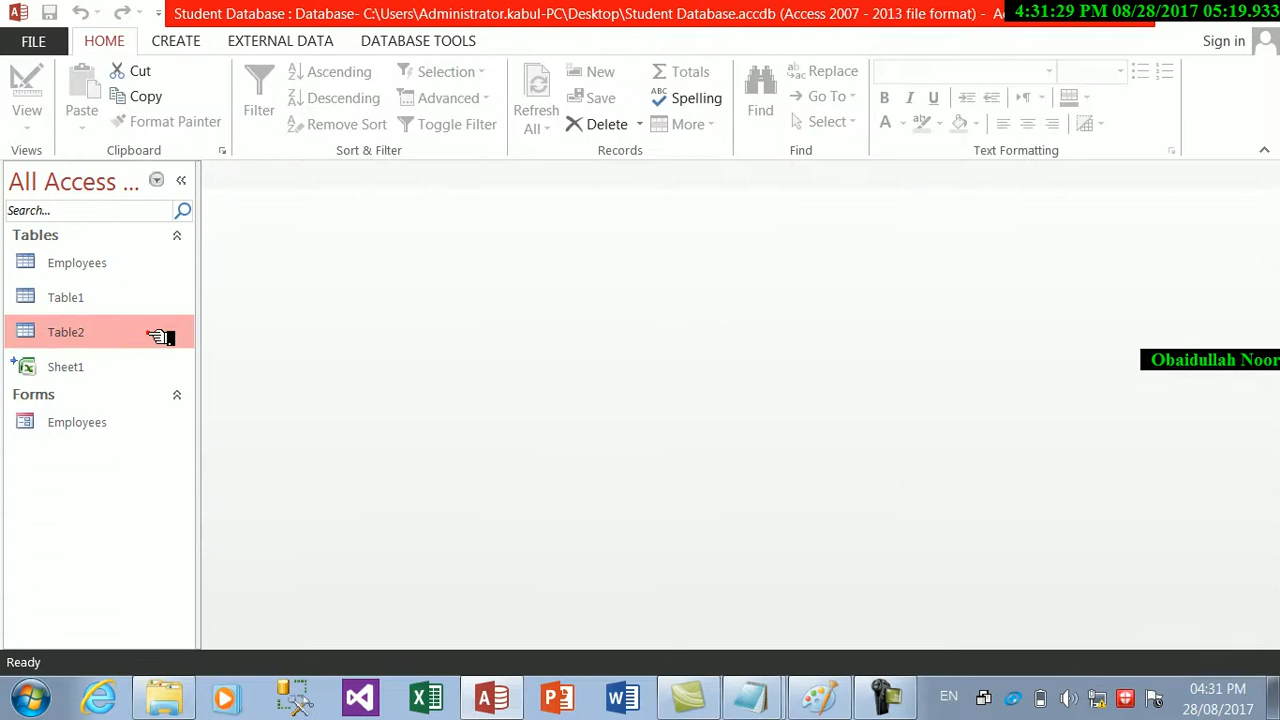 Student Database : Database- C:\Users\Administrator.kabul-PC\Desktop\Student Database.accdb (Access 2007 - 2013 file format) -
4:31:29 PM 08/28/2017 05:19.933
FILE HOME CREATE EXTERNAL DATA DATABASE TOOLS Sign in
View
Views
Paste
Cut
Copy
Format Painter
Clipboard
Filter
Ascending
Descending
Remove Sort
Selection
Advanced
Toggle Filter
Sort & Filter
Refresh
All
New
Save
Delete
Totals
Spelling
More
Records
Find
Replace
Go To
Select
Find
B I U
A
Text Formatting
All Access ...
Search...
Tables
Employees
Table1
Table2
Sheet1
Forms
Employees
Obaidullah Noor
Ready
EN
04:31 PM
28/08/2017